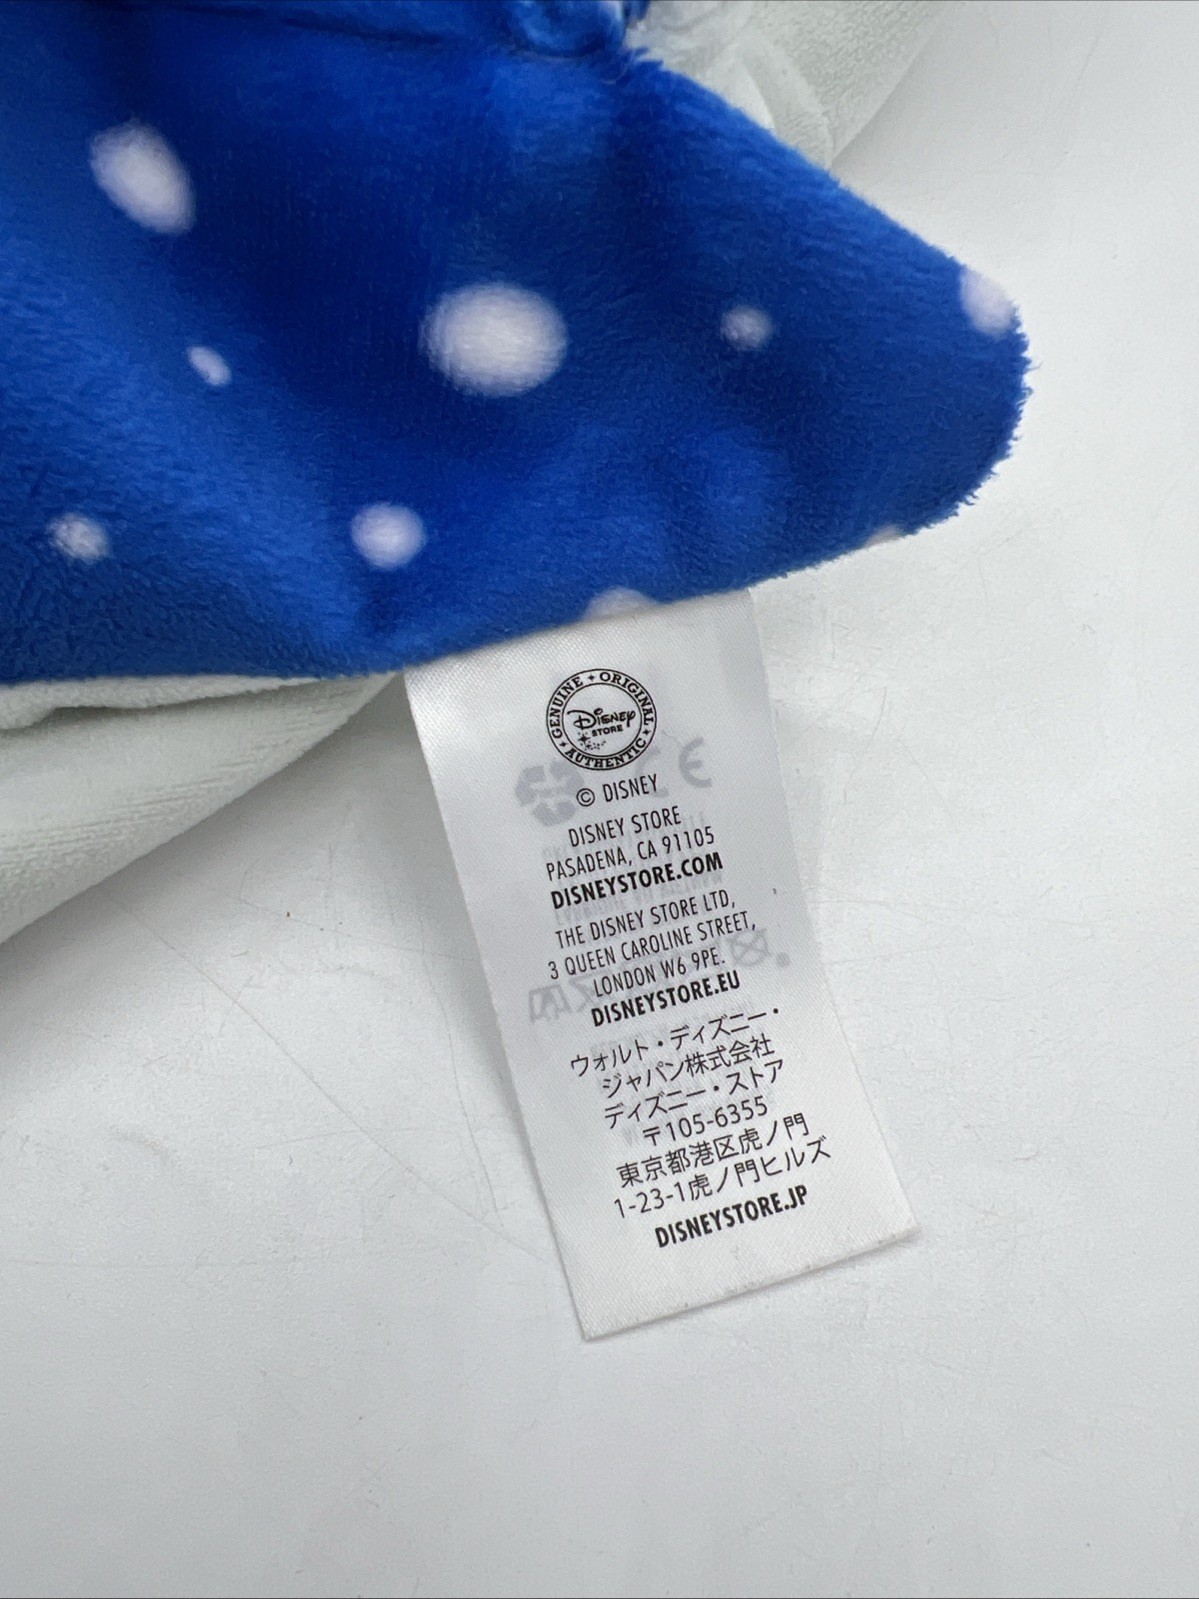 GENUINE ORIGINAL
Disney
STORE
AUTHENTIC
© DISNEY
DISNEY STORE
PASADENA, CA 91105
DISNEYSTORE.COM
THE DISNEY STORE LTD,
3 QUEEN CAROLINE STREET,
LONDON W6 9PE.
DISNEYSTORE.EU
ウォルト・ディズニー・
ジャパン株式会社
ディズニー・ストア
〒105-6355
東京都港区虎ノ門
1-23-1虎ノ門ヒルズ
DISNEYSTORE.JP